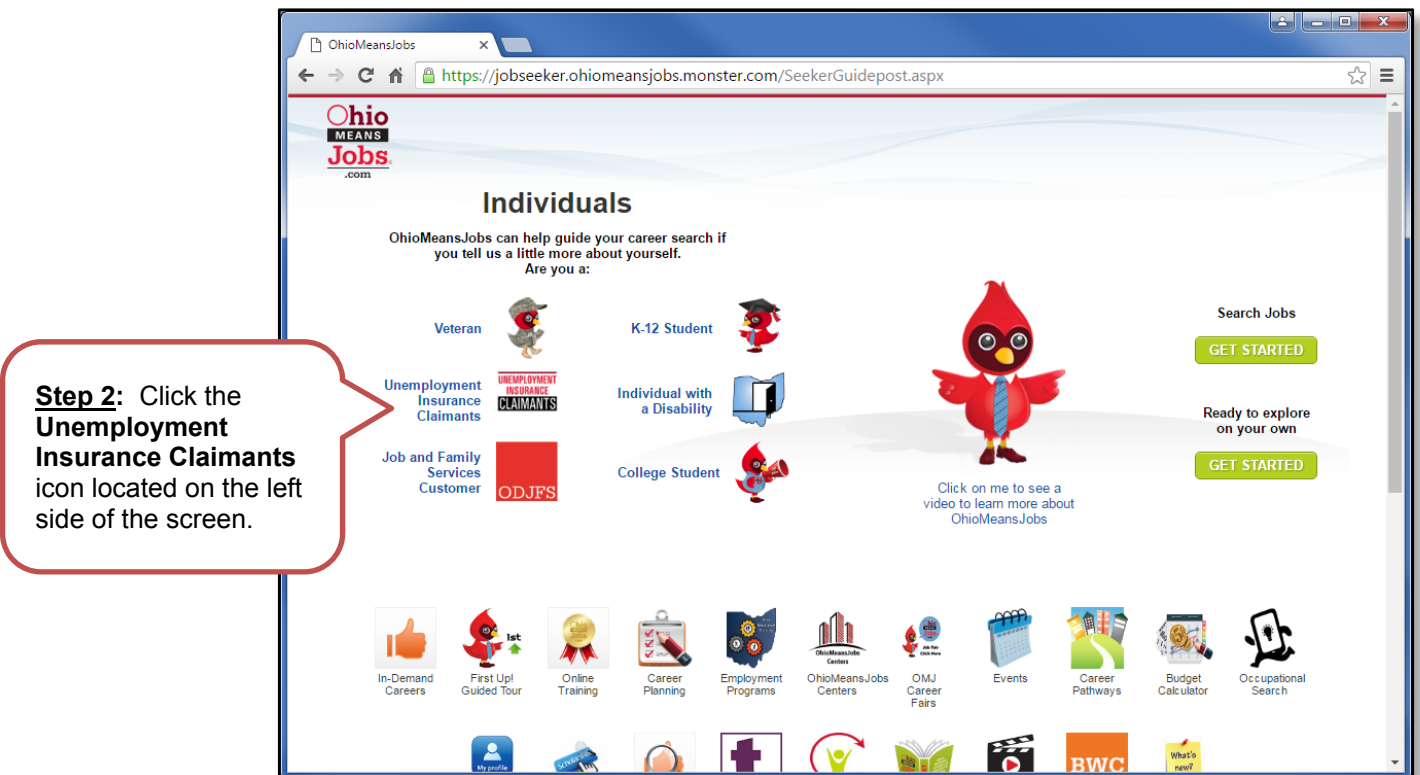 OhioMeansJobs
https://jobseeker.ohiomeansjobs.monster.com/SeekerGuidepost.aspx
Ohio
MEANS
Jobs.
.com
Individuals
OhioMeansJobs can help guide your career search if
you tell us a little more about yourself.
Are you a:
Veteran
K-12 Student
Unemployment
Insurance
Claimants
UNEMPLOYMENT
INSURANCE
CLAIMANTS
Individual with
a Disability
Job and Family
Services
Customer
ODJFS
College Student
Click on me to see a
video to learn more about
OhioMeansJobs
Search Jobs
GET STARTED
Ready to explore
on your own
GET STARTED
Step 2: Click the
Unemployment
Insurance Claimants
icon located on the left
side of the screen.
1st
OhioMeansJobs
Centers
Job Fair
Click Here
In-Demand
Careers
First Up!
Guided Tour
Online
Training
Career
Planning
Employment
Programs
OhioMeansJobs
Centers
OMJ
Career
Fairs
Events
Career
Pathways
Budget
Calculator
Occupational
Search
My profile
Scholarship
BWC
What's
new?